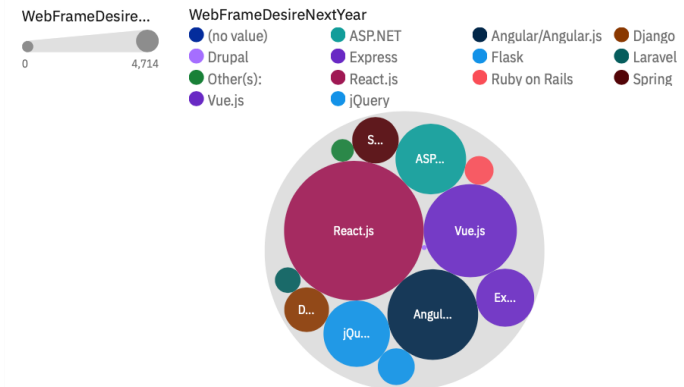 WebFrameDesire...
0
4,714
WebFrameDesireNextYear
(no value) ASP.NET Angular/Angular.js Django
Drupal Express Flask Laravel
Other(s): React.js Ruby on Rails Spring
Vue.js jQuery
S...
ASP...
React.js
Vue.js
D...
jQu...
Angul...
Ex...